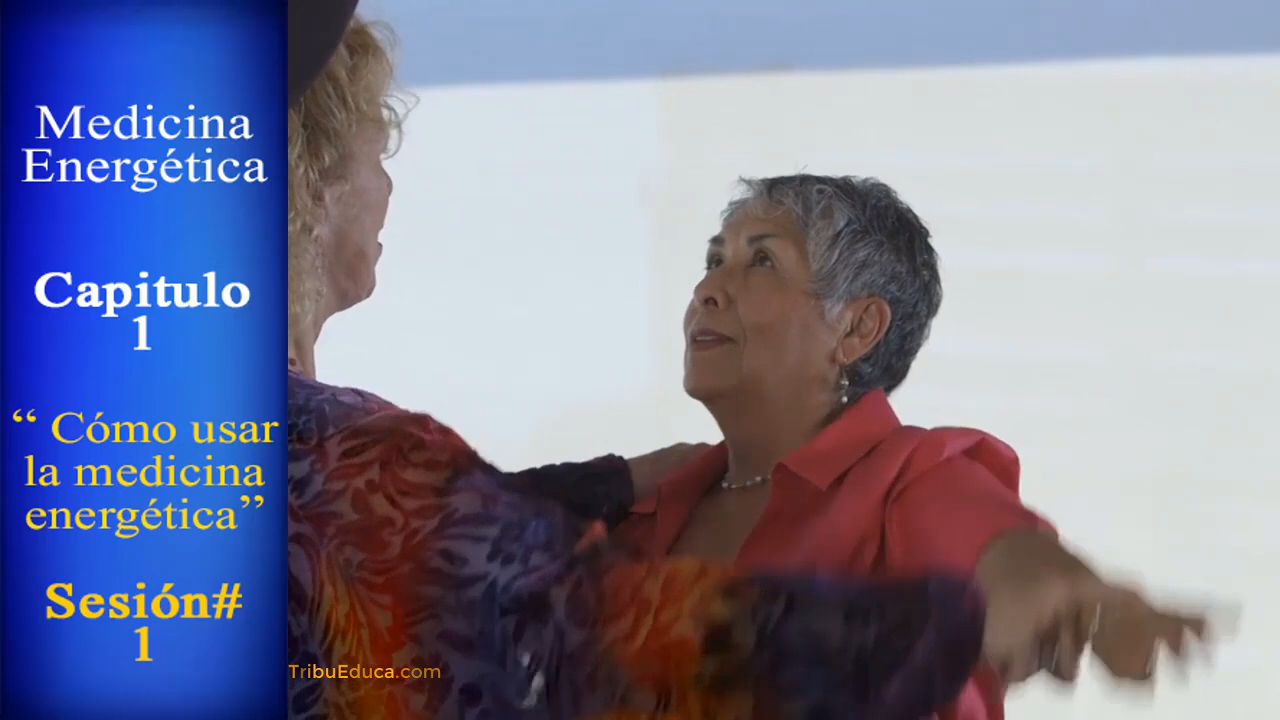 Medicina
Energética
Capitulo
1
“ Cómo usar
la medicina
energética”
Sesión#
1
TribuEduca.com